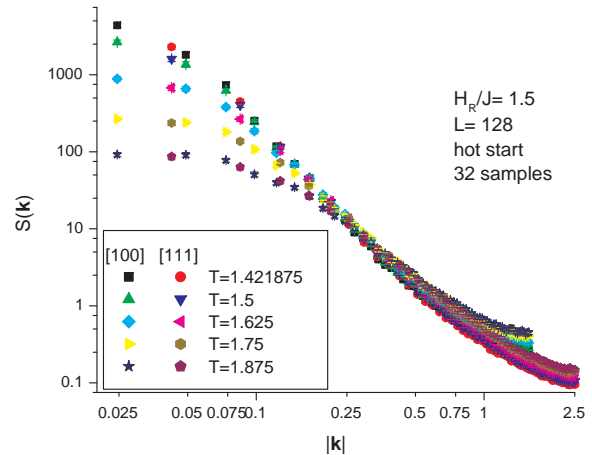 1000
100
10
1
0.1
S(k)
H_R/J= 1.5
L= 128
hot start
32 samples
[100] [111]
T=1.421875
T=1.5
T=1.625
T=1.75
T=1.875
0.025 0.05 0.075 0.1 0.25 0.5 0.75 1 2.5
|k|